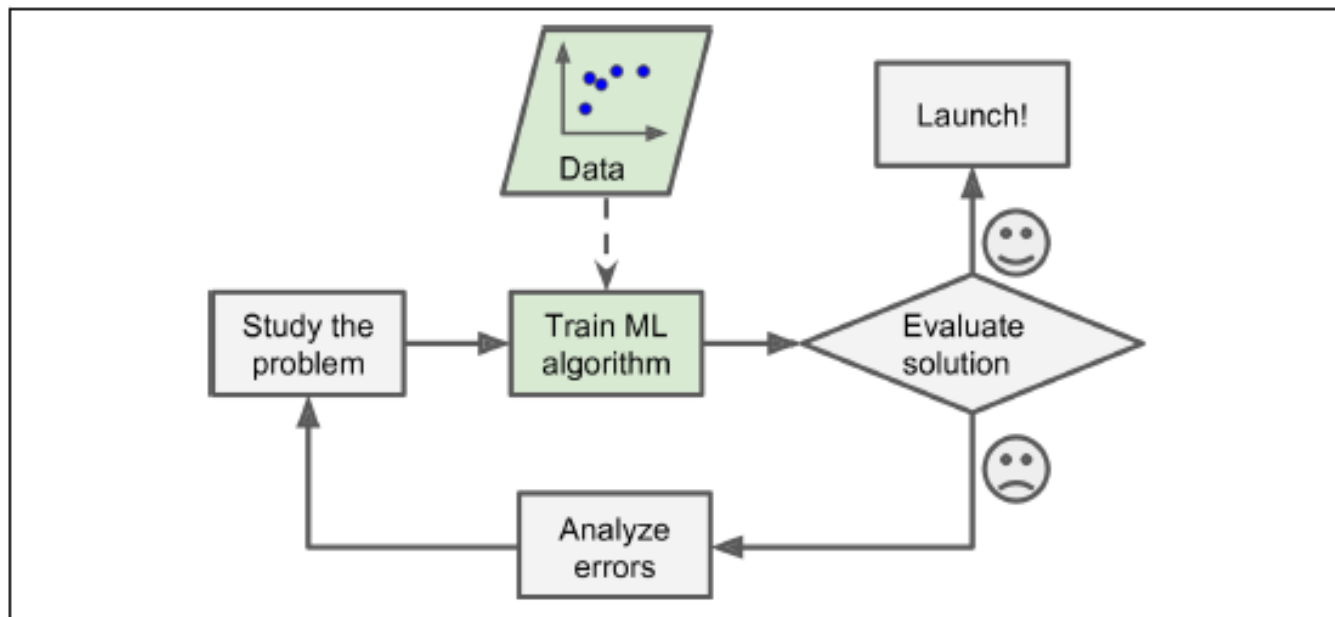 Data
Launch!
Study the
problem
Train ML
algorithm
Evaluate
solution
Analyze
errors